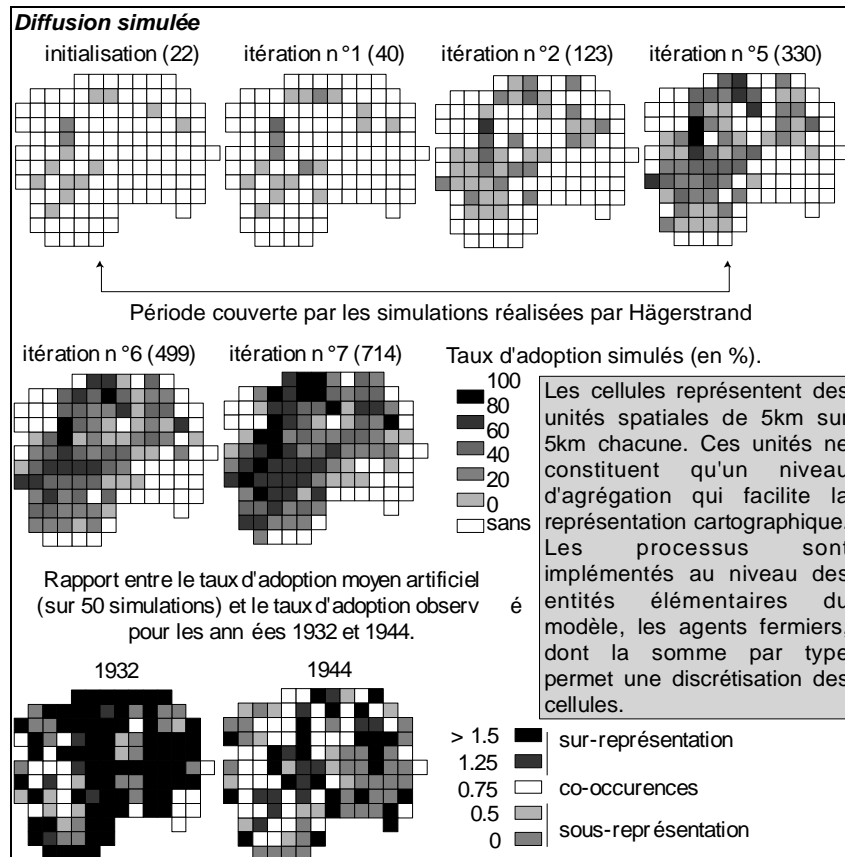 Diffusion simulée
initialisation (22)
itération n °1 (40)
itération n °2 (123)
itération n °5 (330)
Période couverte par les simulations réalisées par Hägerstrand
itération n °6 (499)
itération n °7 (714)
Taux d'adoption simulés (en %).
100
80
60
40
20
0
sans
Les cellules représentent des
unités spatiales de 5km sur
5km chacune. Ces unités ne
constituent qu'un niveau
d'agrégation qui facilite la
représentation cartographique.
Les processus sont
implémentés au niveau des
entités élémentaires du
modèle, les agents fermiers,
dont la somme par type
permet une discrétisation des
cellules.
Rapport entre le taux d'adoption moyen artificiel
(sur 50 simulations) et le taux d'adoption observ é
pour les ann ées 1932 et 1944.
1932
1944
> 1.5
1.25
0.75
0.5
0
sur-représentation
co-occurences
sous-représentation